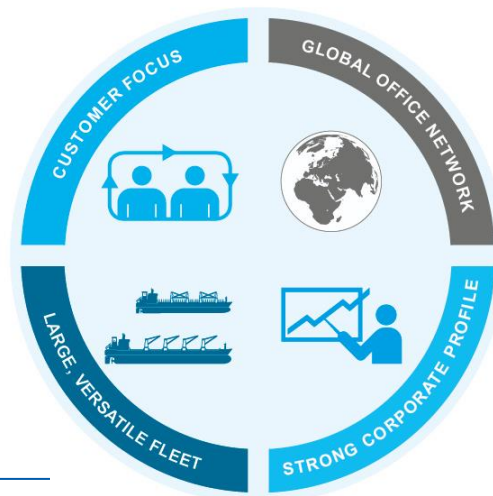 CUSTOMER FOCUS
GLOBAL OFFICE NETWORK
LARGE, VERSATILE FLEET
STRONG CORPORATE PROFILE